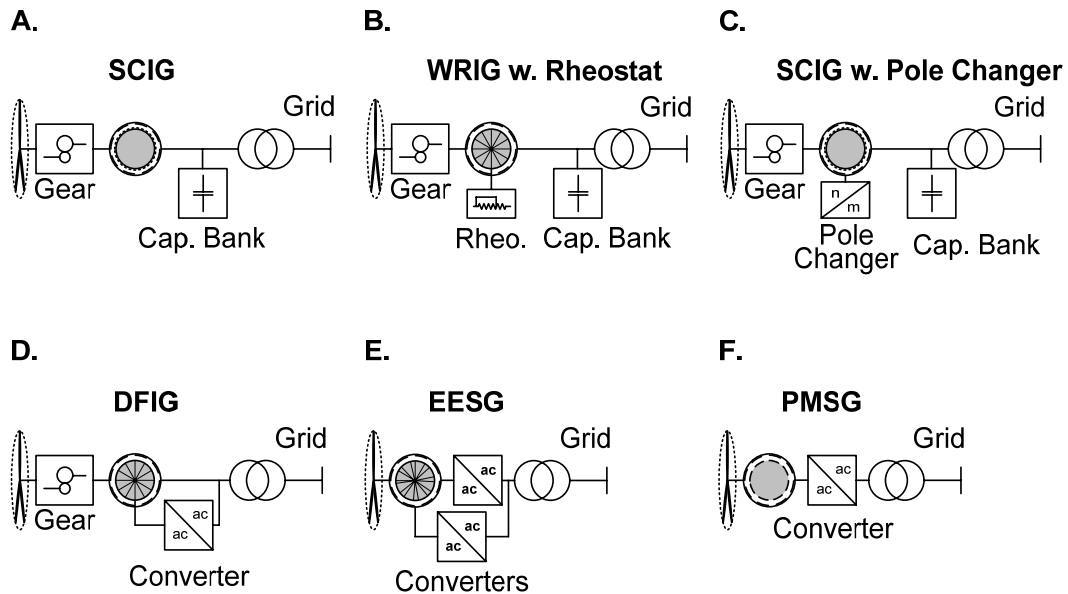 A.
SCIG
Grid
Gear
Cap. Bank
B.
WRIG w. Rheostat
Grid
Gear
Rheo.
Cap. Bank
C.
SCIG w. Pole Changer
Grid
Gear
n
m
Pole
Changer
Cap. Bank
D.
DFIG
Grid
Gear
ac
ac
Converter
E.
EESG
Grid
ac
ac
ac
ac
Converters
F.
PMSG
Grid
ac
ac
Converter